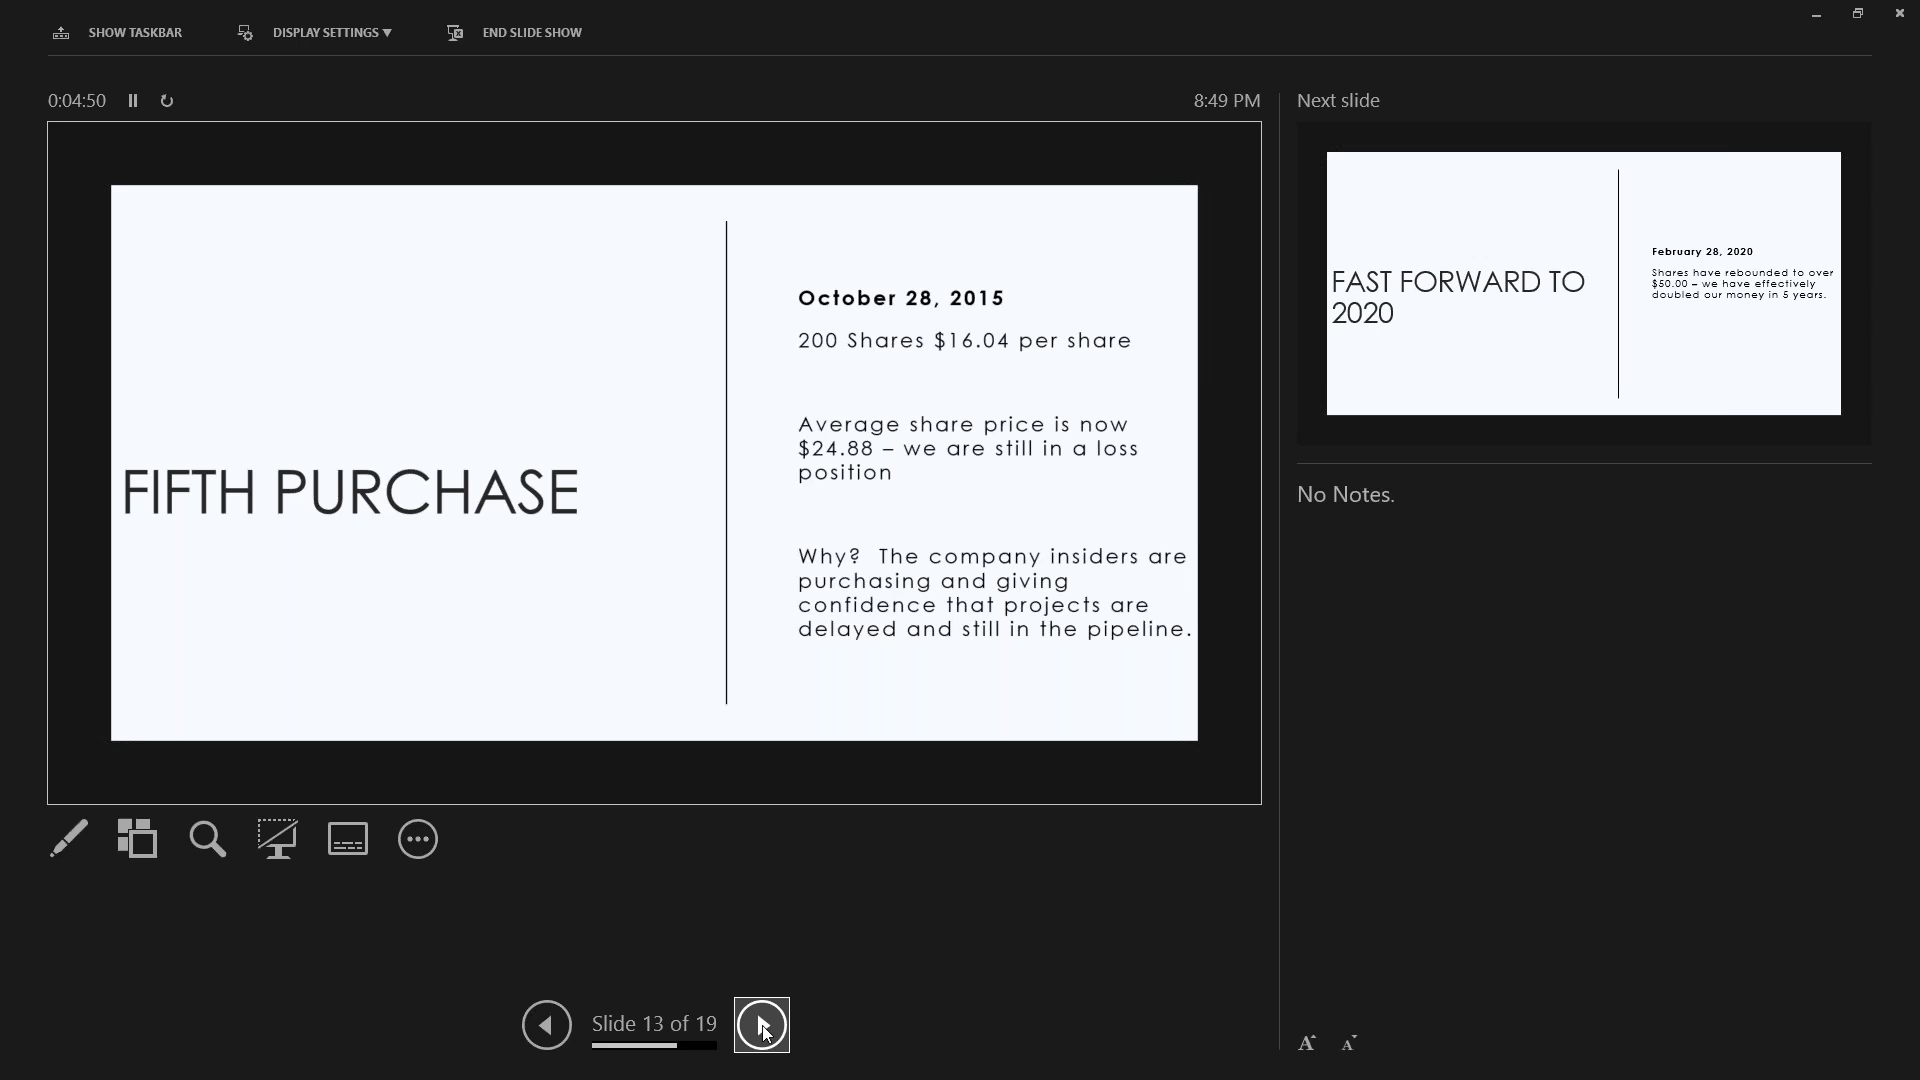 SHOW TASKBAR
DISPLAY SETTINGS ▼
END SLIDE SHOW
0:04:50
8:49 PM
Next slide
FIFTH PURCHASE
October 28, 2015
200 Shares $16.04 per share
Average share price is now
$24.88 – we are still in a loss
position
Why?  The company insiders are
purchasing and giving
confidence that projects are
delayed and still in the pipeline.
FAST FORWARD TO
2020
February 28, 2020
Shares have rebounded to over
$50.00 – we have effectively
doubled our money in 5 years.
No Notes.
Slide 13 of 19
A A